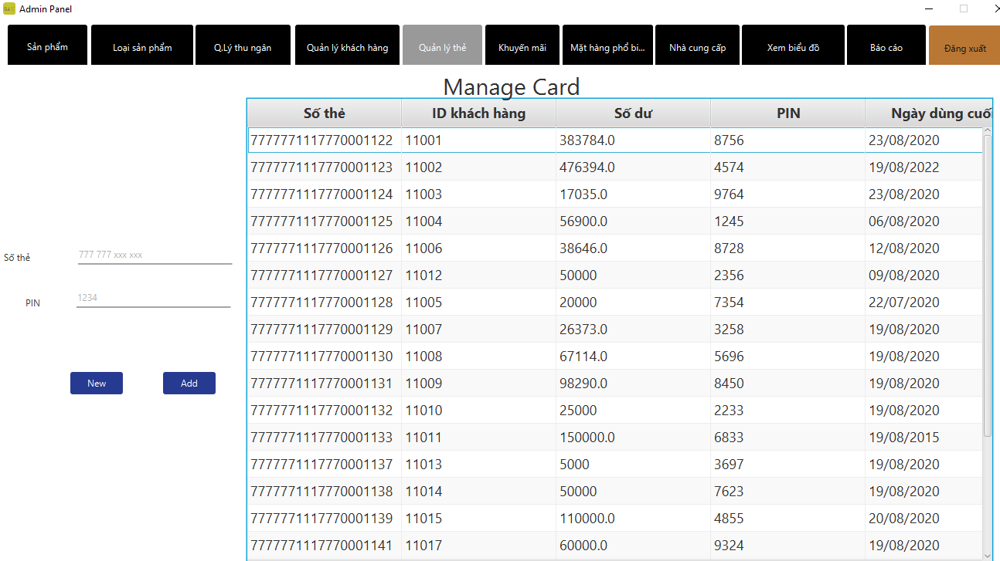 Admin Panel
Sản phẩm Loại sản phẩm Q.Lý thu ngân Quản lý khách hàng Quản lý thẻ Khuyến mãi Mặt hàng phổ bi... Nhà cung cấp Xem biểu đồ Báo cáo Đăng xuất
Manage Card
Số thẻ ID khách hàng Số dư PIN Ngày dùng cuố
7777771117770001122 11001 383784.0 8756 23/08/2020
7777771117770001123 11002 476394.0 4574 19/08/2022
7777771117770001124 11003 17035.0 9764 23/08/2020
7777771117770001125 11004 56900.0 1245 06/08/2020
7777771117770001126 11006 38646.0 8728 12/08/2020
7777771117770001127 11012 50000 2356 09/08/2020
7777771117770001128 11005 20000 7354 22/07/2020
7777771117770001129 11007 26373.0 3258 19/08/2020
7777771117770001130 11008 67114.0 5696 19/08/2020
7777771117770001131 11009 98290.0 8450 19/08/2020
7777771117770001132 11010 25000 2233 19/08/2020
7777771117770001133 11011 150000.0 6833 19/08/2015
7777771117770001137 11013 5000 3697 19/08/2020
7777771117770001138 11014 50000 7623 19/08/2020
7777771117770001139 11015 110000.0 4855 20/08/2020
7777771117770001141 11017 60000.0 9324 19/08/2020
Số thẻ 777 777 xxx xxx
PIN 1234
New Add